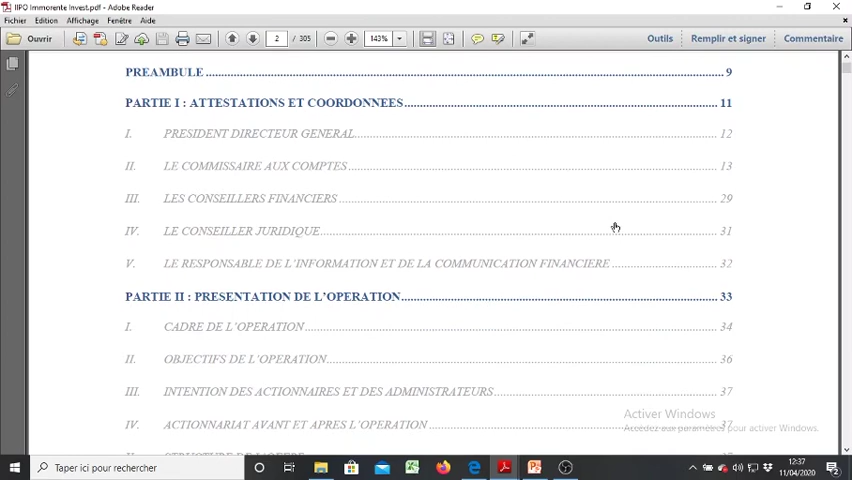 IIPO Immorente Invest.pdf - Adobe Reader
Fichier Edition Affichage Fenêtre Aide
Ouvrir 2 / 305 143% Outils Remplir et signer Commentaire
PREAMBULE 9
PARTIE I : ATTESTATIONS ET COORDONNEES 11
I. PRESIDENT DIRECTEUR GENERAL 12
II. LE COMMISSAIRE AUX COMPTES 13
III. LES CONSEILLERS FINANCIERS 29
IV. LE CONSEILLER JURIDIQUE 31
V. LE RESPONSABLE DE L'INFORMATION ET DE LA COMMUNICATION FINANCIERE 32
PARTIE II : PRESENTATION DE L'OPERATION 33
I. CADRE DE L'OPERATION 34
II. OBJECTIFS DE L'OPERATION 36
III. INTENTION DES ACTIONNAIRES ET DES ADMINISTRATEURS 37
IV. ACTIONNARIAT AVANT ET APRES L'OPERATION 37
Activer Windows
Accédez aux paramètres pour activer Windows.
Taper ici pour rechercher
12:37
11/04/2020
2